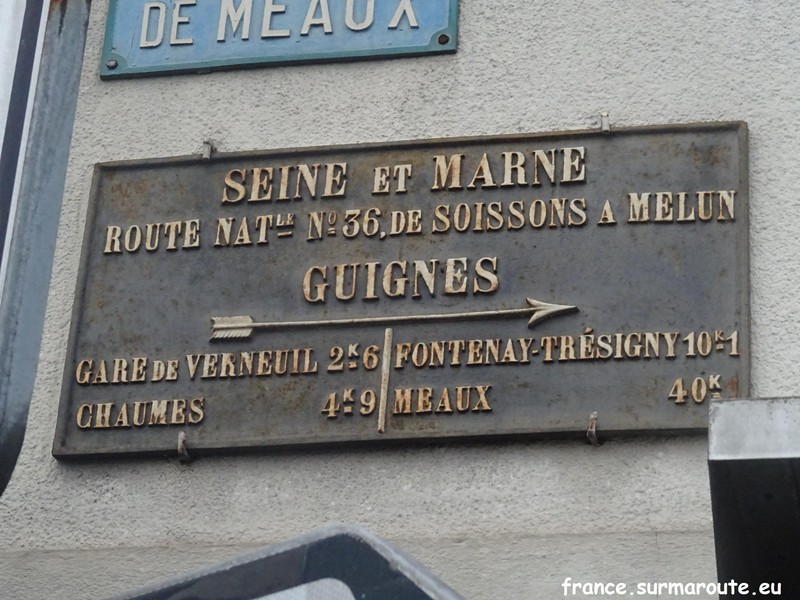 DE MEAUX
SEINE ET MARNE
ROUTE NATLE NO 36, DE SOISSONS A MELUN
GUIGNES
GARE DE VERNEUIL 2K6 FONTENAY-TRÉSIGNY 10K1
CHAUMES 4K9 MEAUX 40K
france.surmaroute.eu